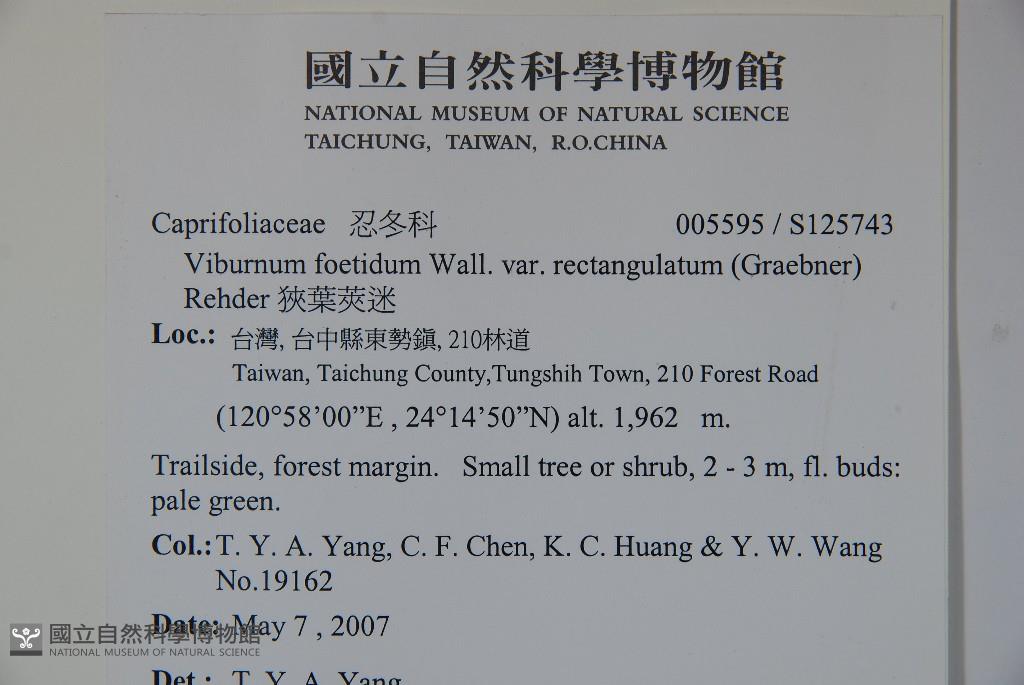 國立自然科學博物館
NATIONAL MUSEUM OF NATURAL SCIENCE
TAICHUNG, TAIWAN, R.O.CHINA
Caprifoliaceae 忍冬科 005595 / S125743
Viburnum foetidum Wall. var. rectangulatum (Graebner)
Rehder 狹葉莢迷
Loc.: 台灣, 台中縣東勢鎮, 210林道
Taiwan, Taichung County,Tungshih Town, 210 Forest Road
(120°58’00”E , 24°14’50”N) alt. 1,962 m.
Trailside, forest margin. Small tree or shrub, 2 - 3 m, fl. buds:
pale green.
Col.: T. Y. A. Yang, C. F. Chen, K. C. Huang & Y. W. Wang
No.19162
Date: May 7 , 2007
國立自然科學博物館
NATIONAL MUSEUM OF NATURAL SCIENCE
Det.: T. Y. A. Yang